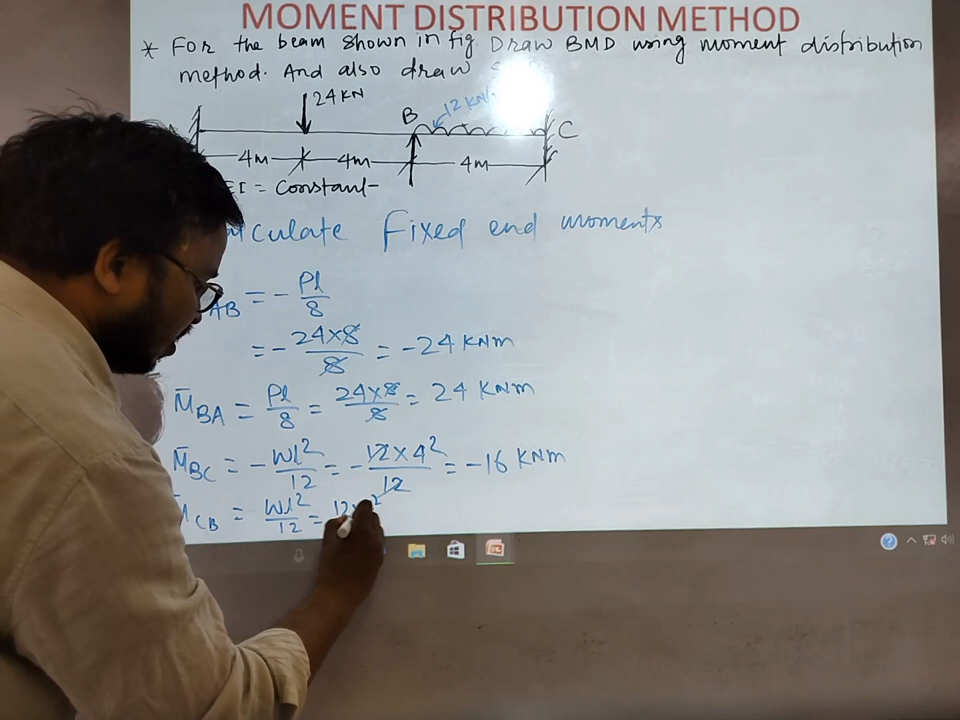 MOMENT DISTRIBUTION METHOD
* For the beam shown in fig Draw BMD using moment distribution
method. And also draw
24 KN
B
12 KN/
C
4m
4m
4m
EI = Constant
Fixed end moments
AB = - Pl/8
= - 24×8/8 = -24 KNm
M̄BA = Pl/8 = 24×8/8 = 24 KNm
M̄BC = - Wl²/12 = - 12×4²/12 = -16 KNm
CB = Wl²/12 = 12×